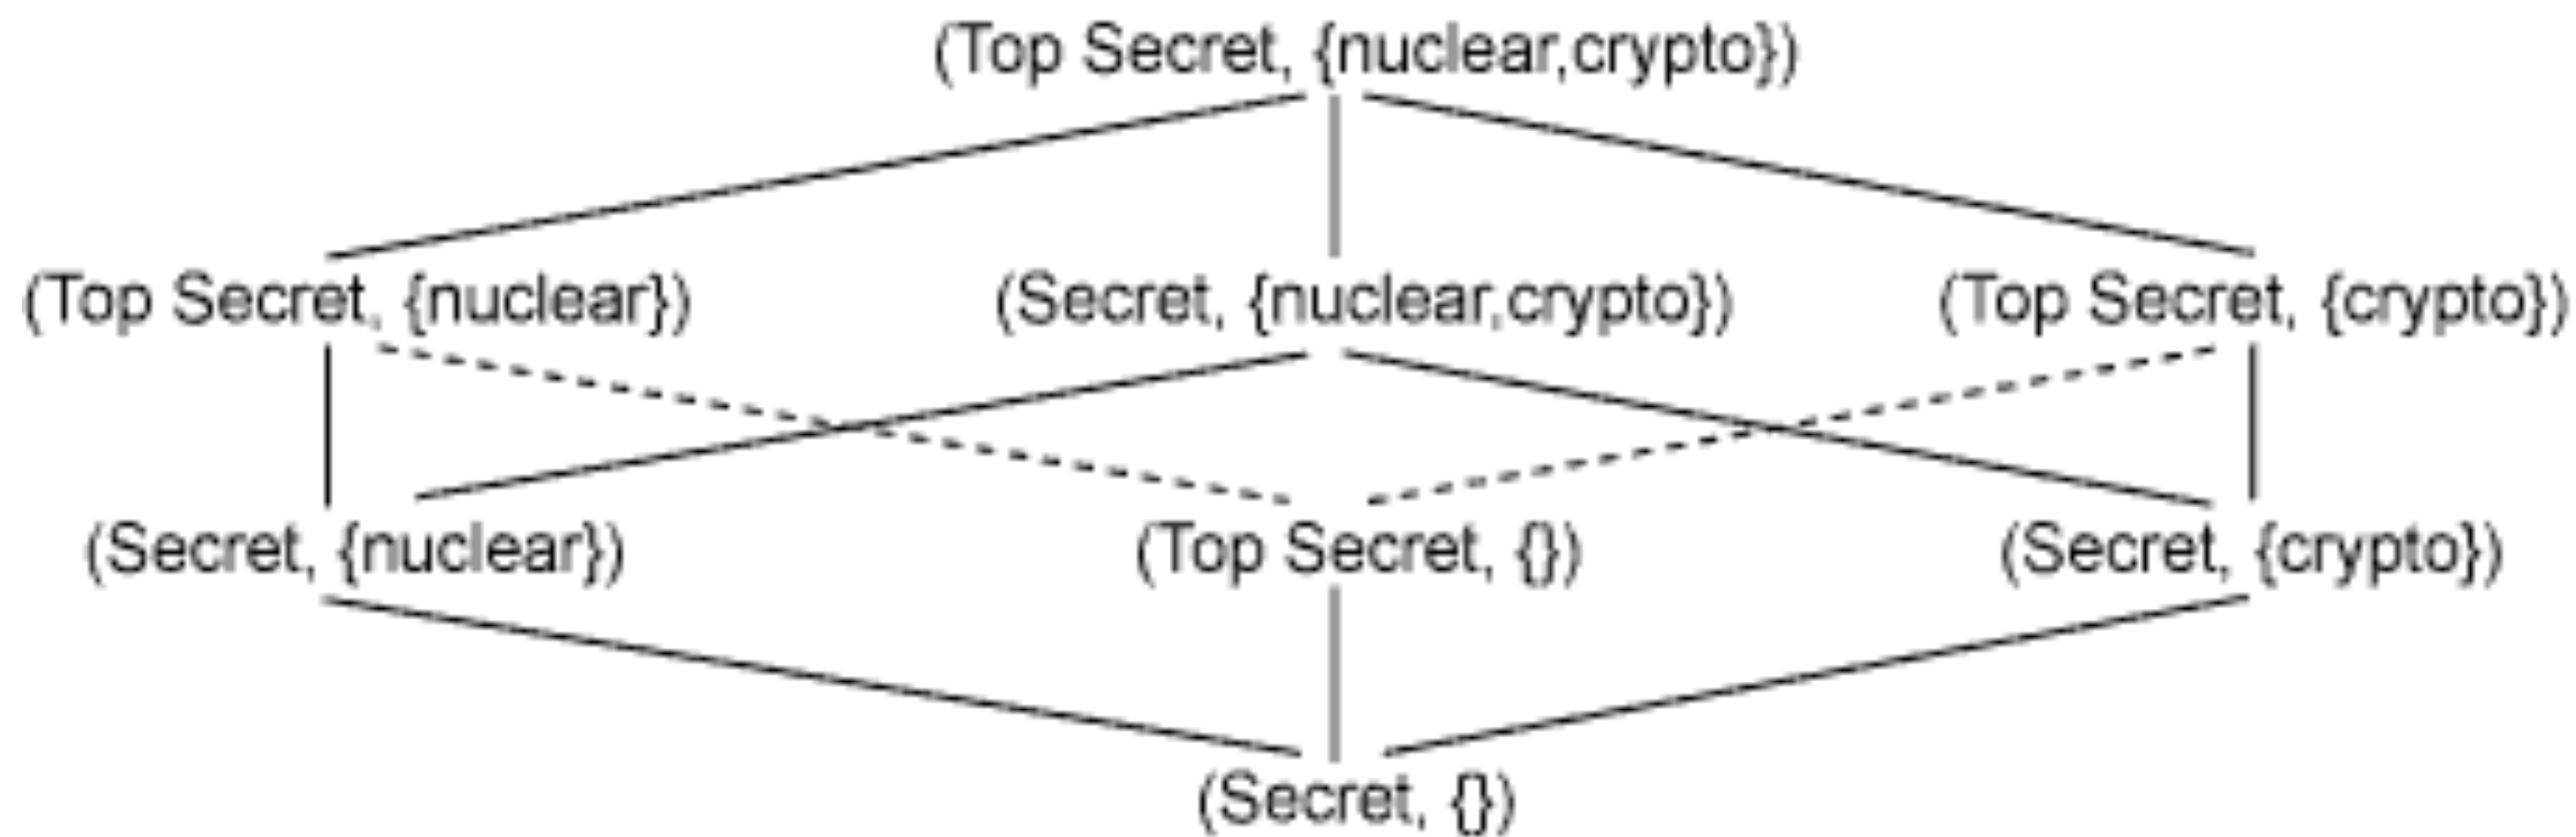 (Top Secret, {nuclear,crypto})
(Top Secret, {nuclear}) (Secret, {nuclear,crypto}) (Top Secret, {crypto})
(Secret, {nuclear}) (Top Secret, {}) (Secret, {crypto})
(Secret, {})